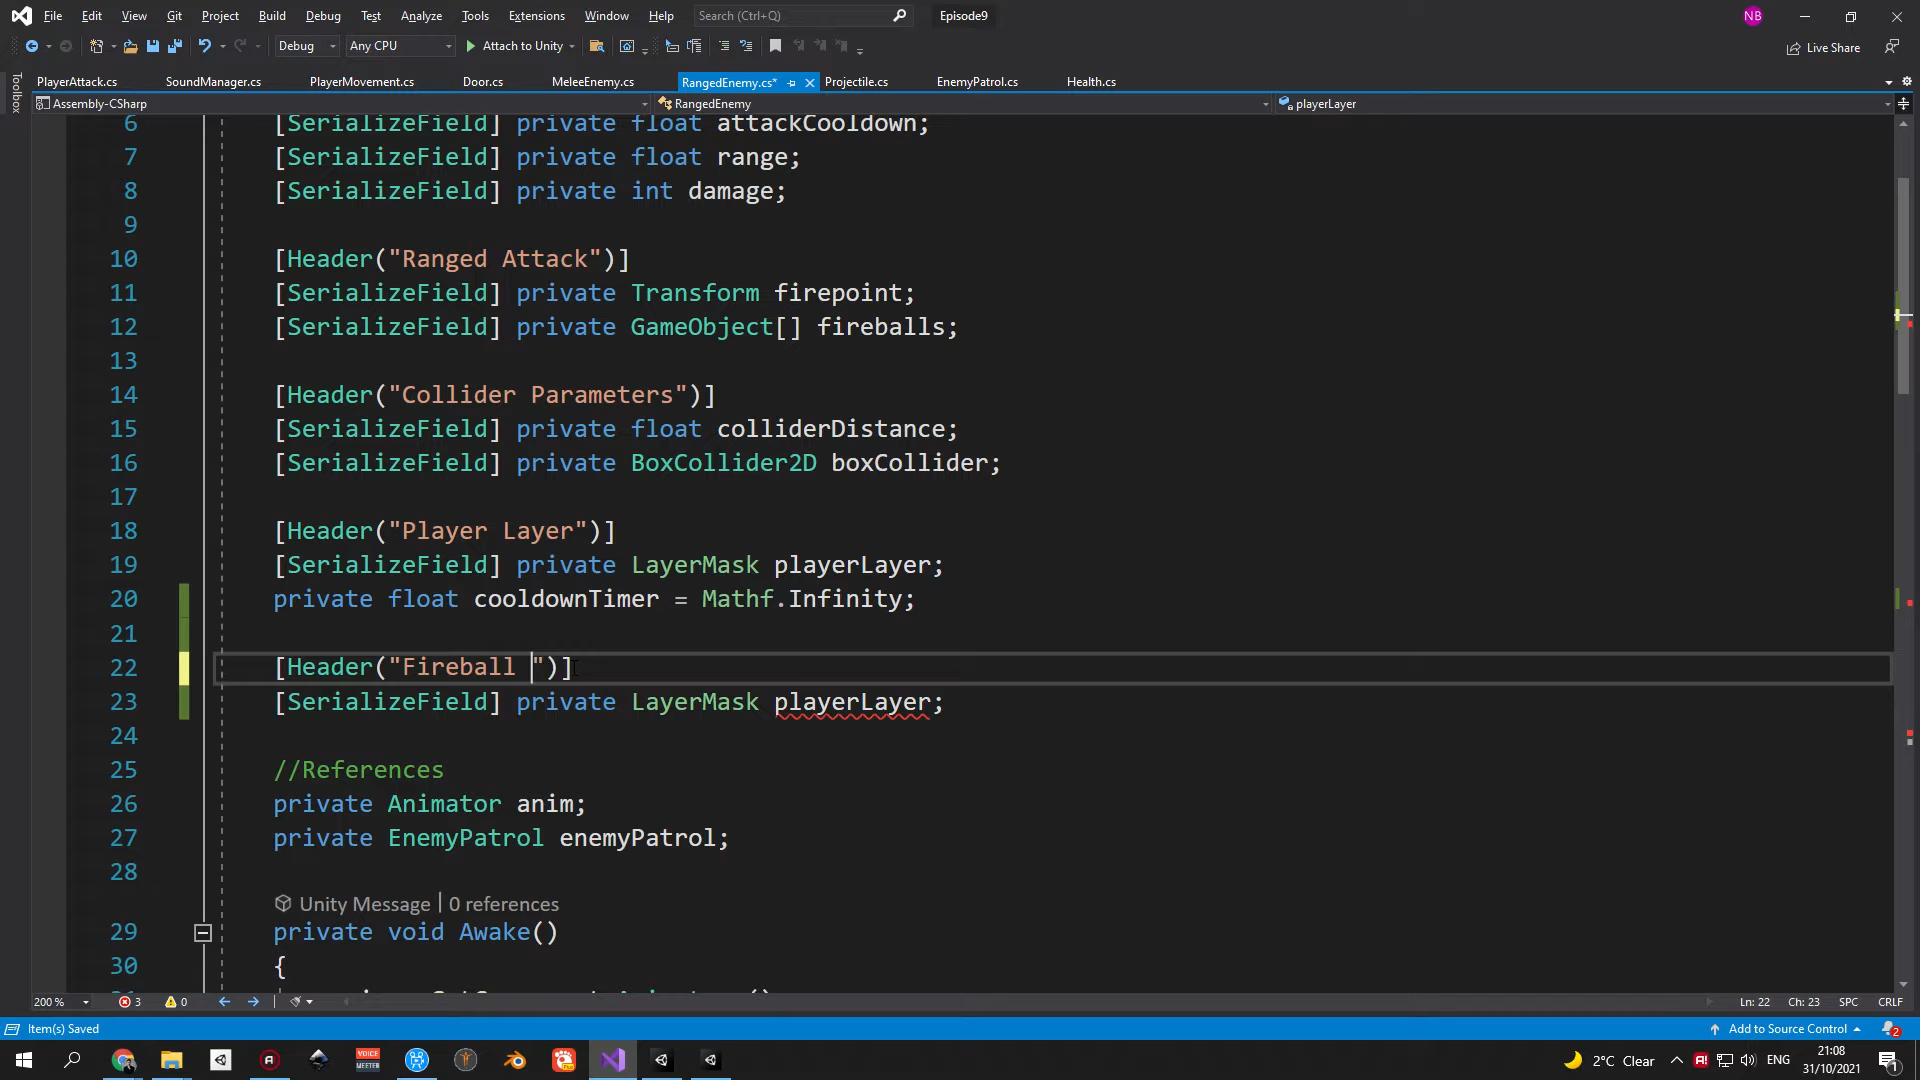 File Edit View Git Project Build Debug Test Analyze Tools Extensions Window Help Search (Ctrl+Q) Episode9 NB
Debug Any CPU Attach to Unity Live Share
PlayerAttack.cs SoundManager.cs PlayerMovement.cs Door.cs MeleeEnemy.cs RangedEnemy.cs* Projectile.cs EnemyPatrol.cs Health.cs
Toolbox
Assembly-CSharp RangedEnemy playerLayer
6 [SerializeField] private float attackCooldown;
7 [SerializeField] private float range;
8 [SerializeField] private int damage;
9
10 [Header("Ranged Attack")]
11 [SerializeField] private Transform firepoint;
12 [SerializeField] private GameObject[] fireballs;
13
14 [Header("Collider Parameters")]
15 [SerializeField] private float colliderDistance;
16 [SerializeField] private BoxCollider2D boxCollider;
17
18 [Header("Player Layer")]
19 [SerializeField] private LayerMask playerLayer;
20 private float cooldownTimer = Mathf.Infinity;
21
22 [Header("Fireball ")]
23 [SerializeField] private LayerMask playerLayer;
24
25 //References
26 private Animator anim;
27 private EnemyPatrol enemyPatrol;
28
Unity Message | 0 references
29 private void Awake()
30 {
200 % 3 0 Ln: 22 Ch: 23 SPC CRLF
Item(s) Saved Add to Source Control 2
VOICE MEETER 2°C Clear ENG 21:08
31/10/2021 1